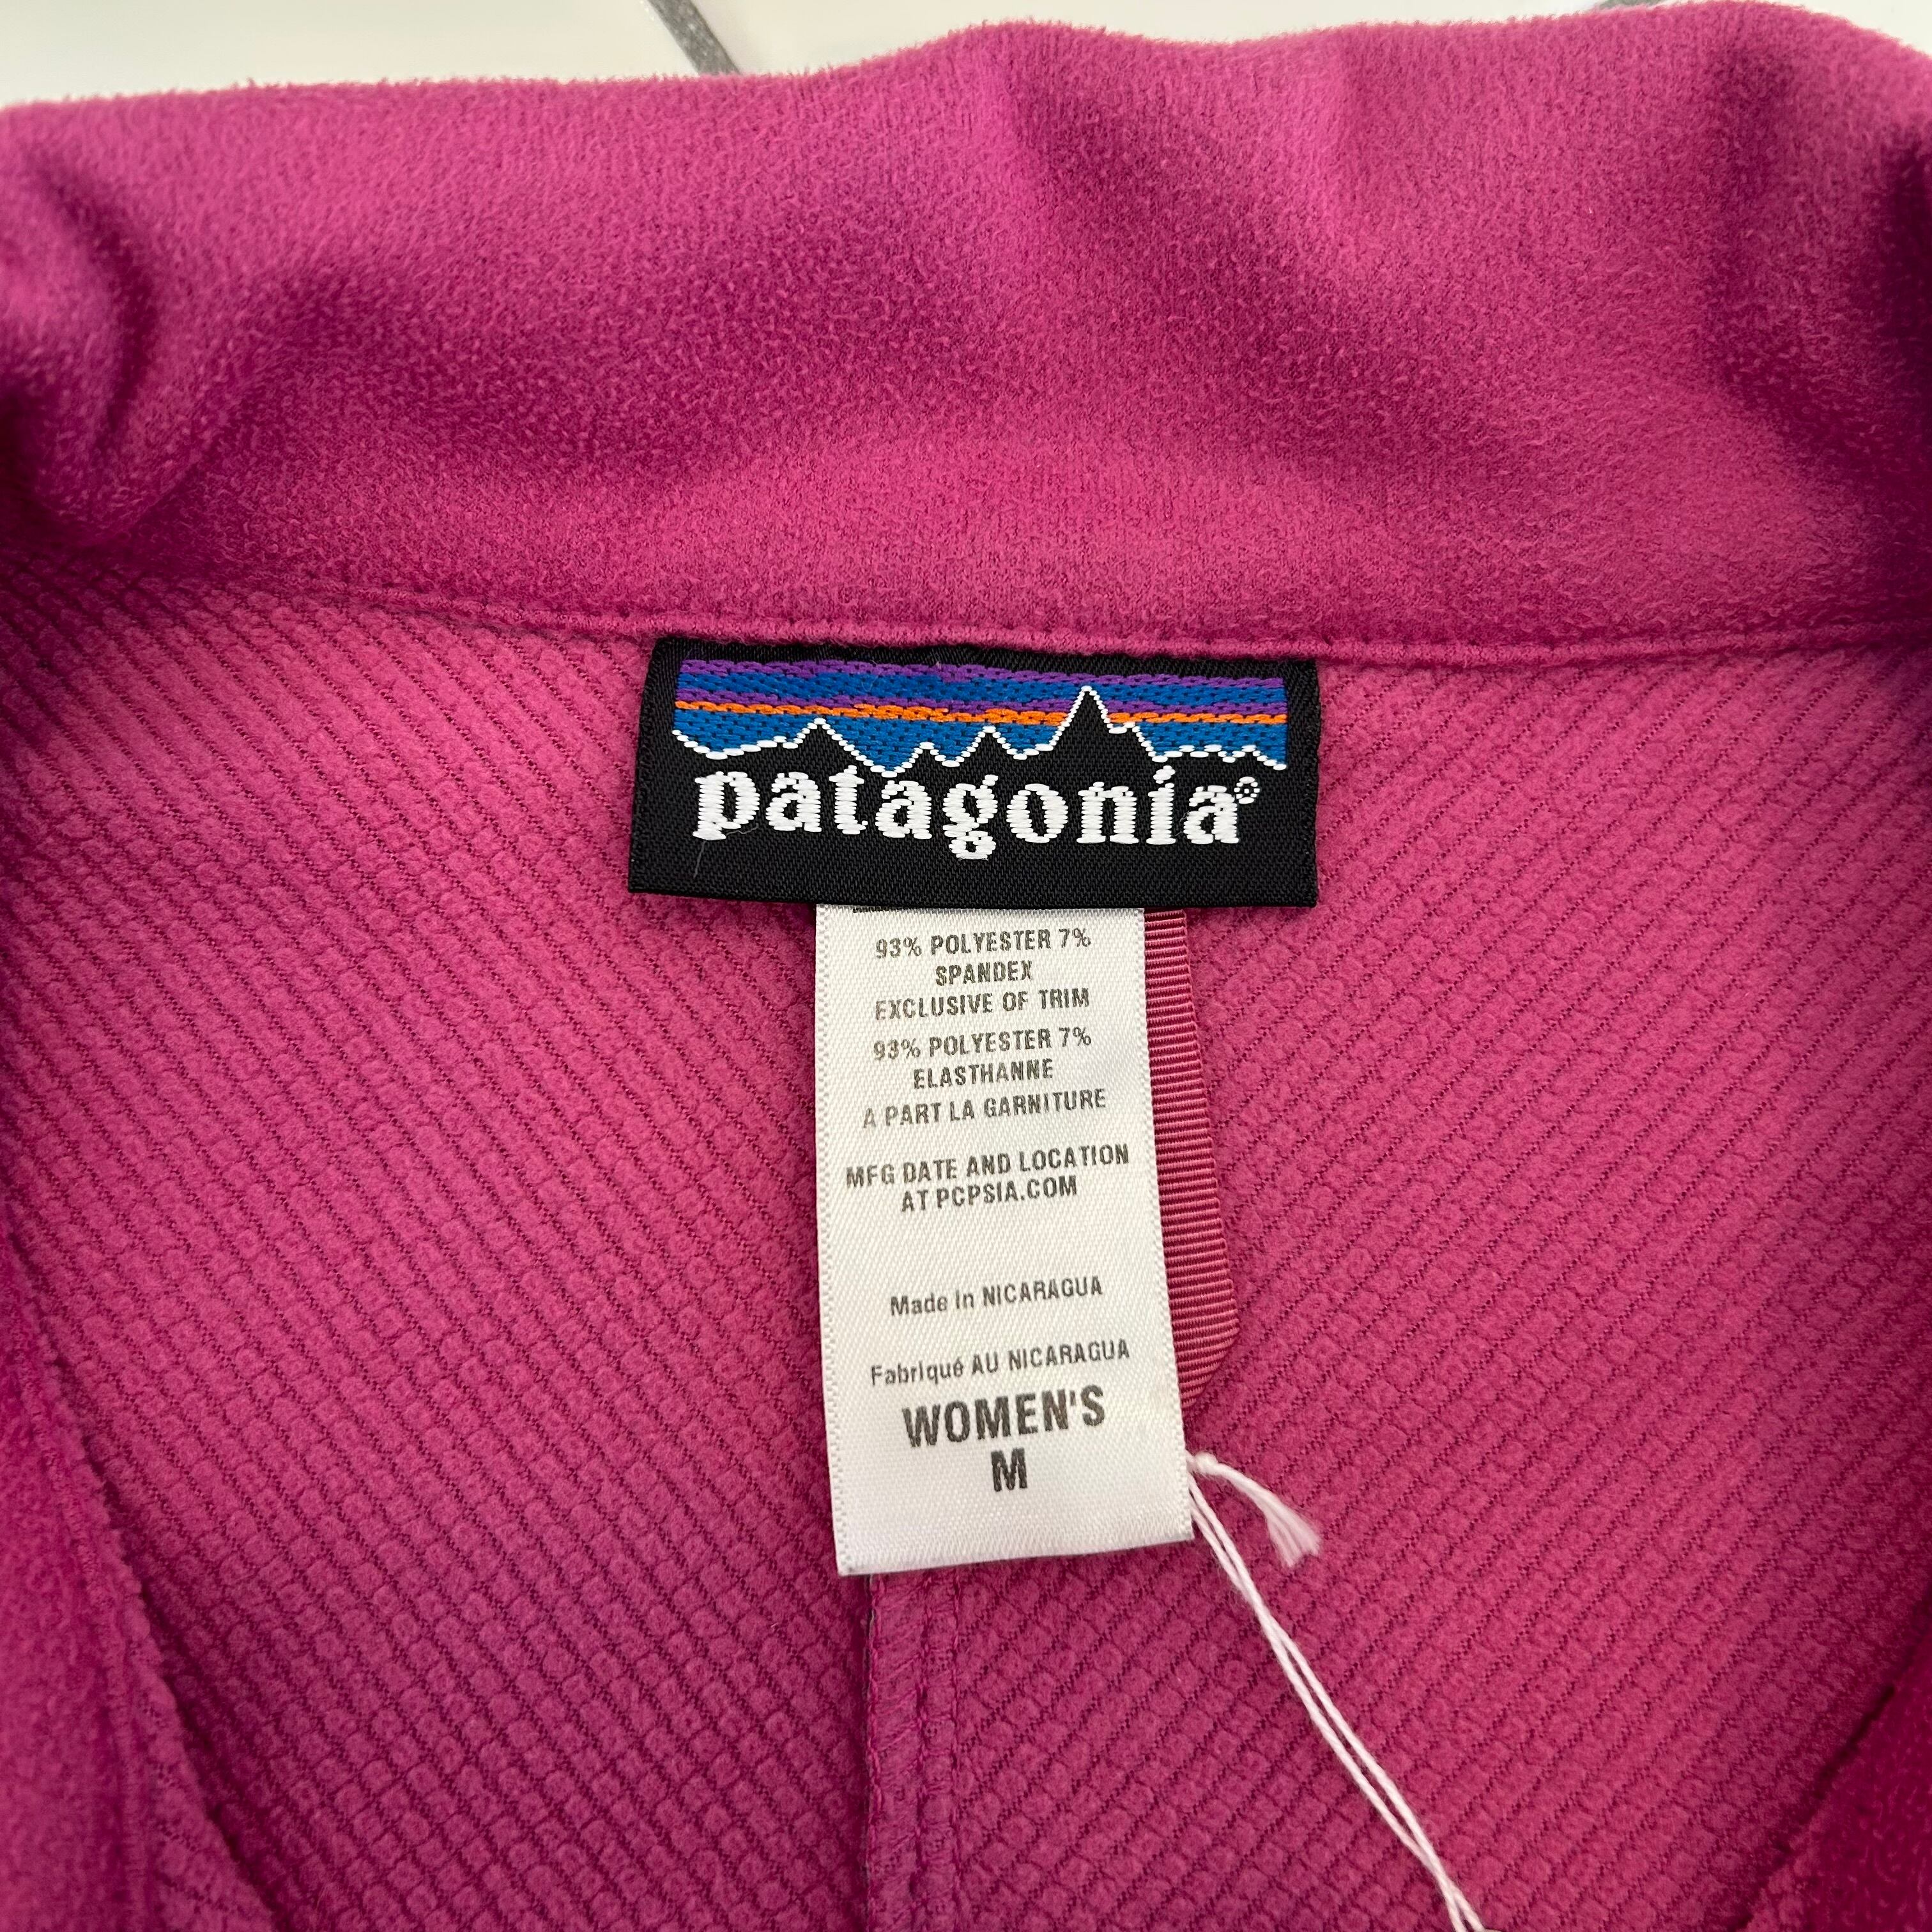 patagonia®
93% POLYESTER 7%
SPANDEX
EXCLUSIVE OF TRIM
93% POLYESTER 7%
ELASTHANNE
A PART LA GARNITURE
MFG DATE AND LOCATION
AT PCPSIA.COM
Made in NICARAGUA
Fabriqué AU NICARAGUA
WOMEN'S
M